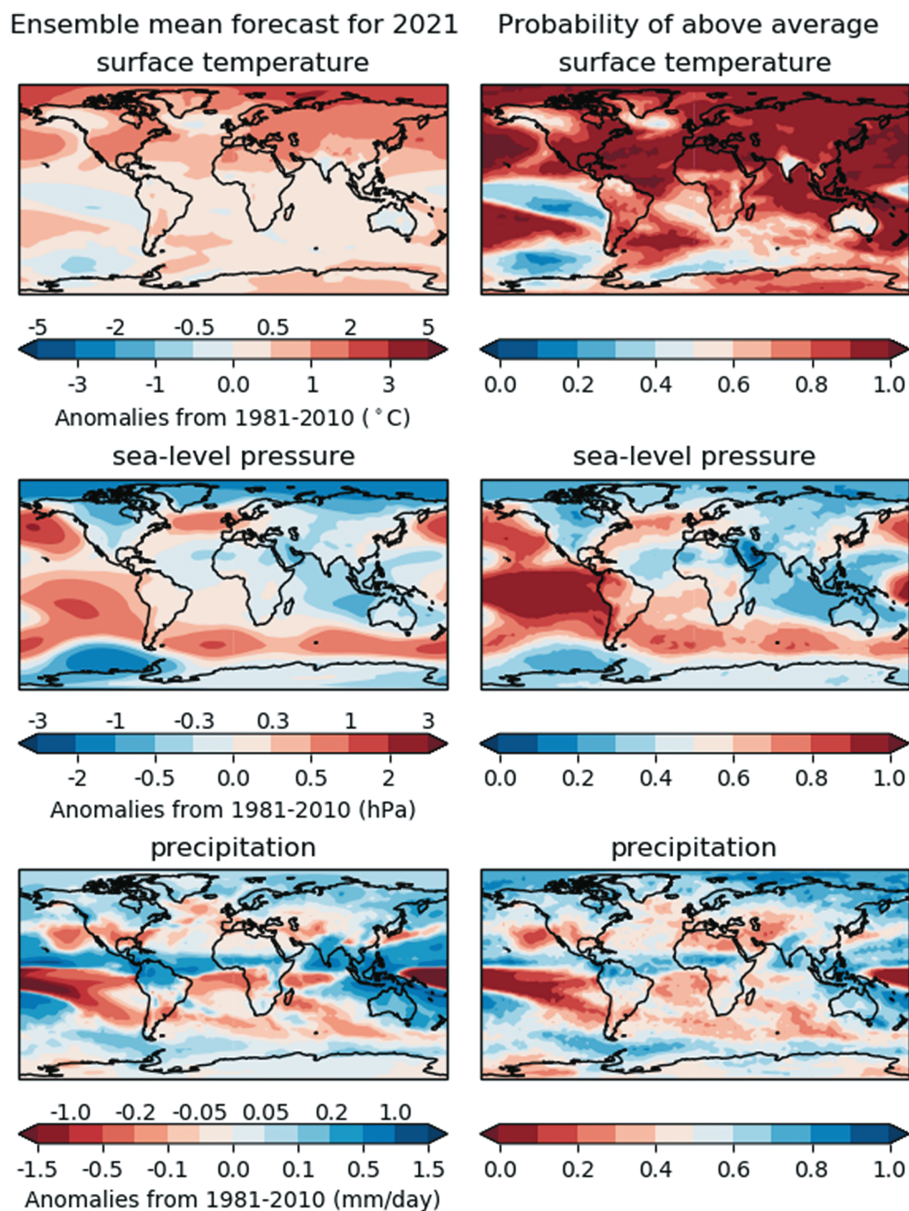 Ensemble mean forecast for 2021
Probability of above average
surface temperature
surface temperature
-5 -2 -0.5 0.5 2 5
-3 -1 0.0 1 3
Anomalies from 1981-2010 (°C)
0.0 0.2 0.4 0.6 0.8 1.0
sea-level pressure
sea-level pressure
-3 -1 -0.3 0.3 1 3
-2 -0.5 0.0 0.5 2
Anomalies from 1981-2010 (hPa)
0.0 0.2 0.4 0.6 0.8 1.0
precipitation
precipitation
-1.0 -0.2 -0.05 0.05 0.2 1.0
-1.5 -0.5 -0.1 0.0 0.1 0.5 1.5
Anomalies from 1981-2010 (mm/day)
0.0 0.2 0.4 0.6 0.8 1.0